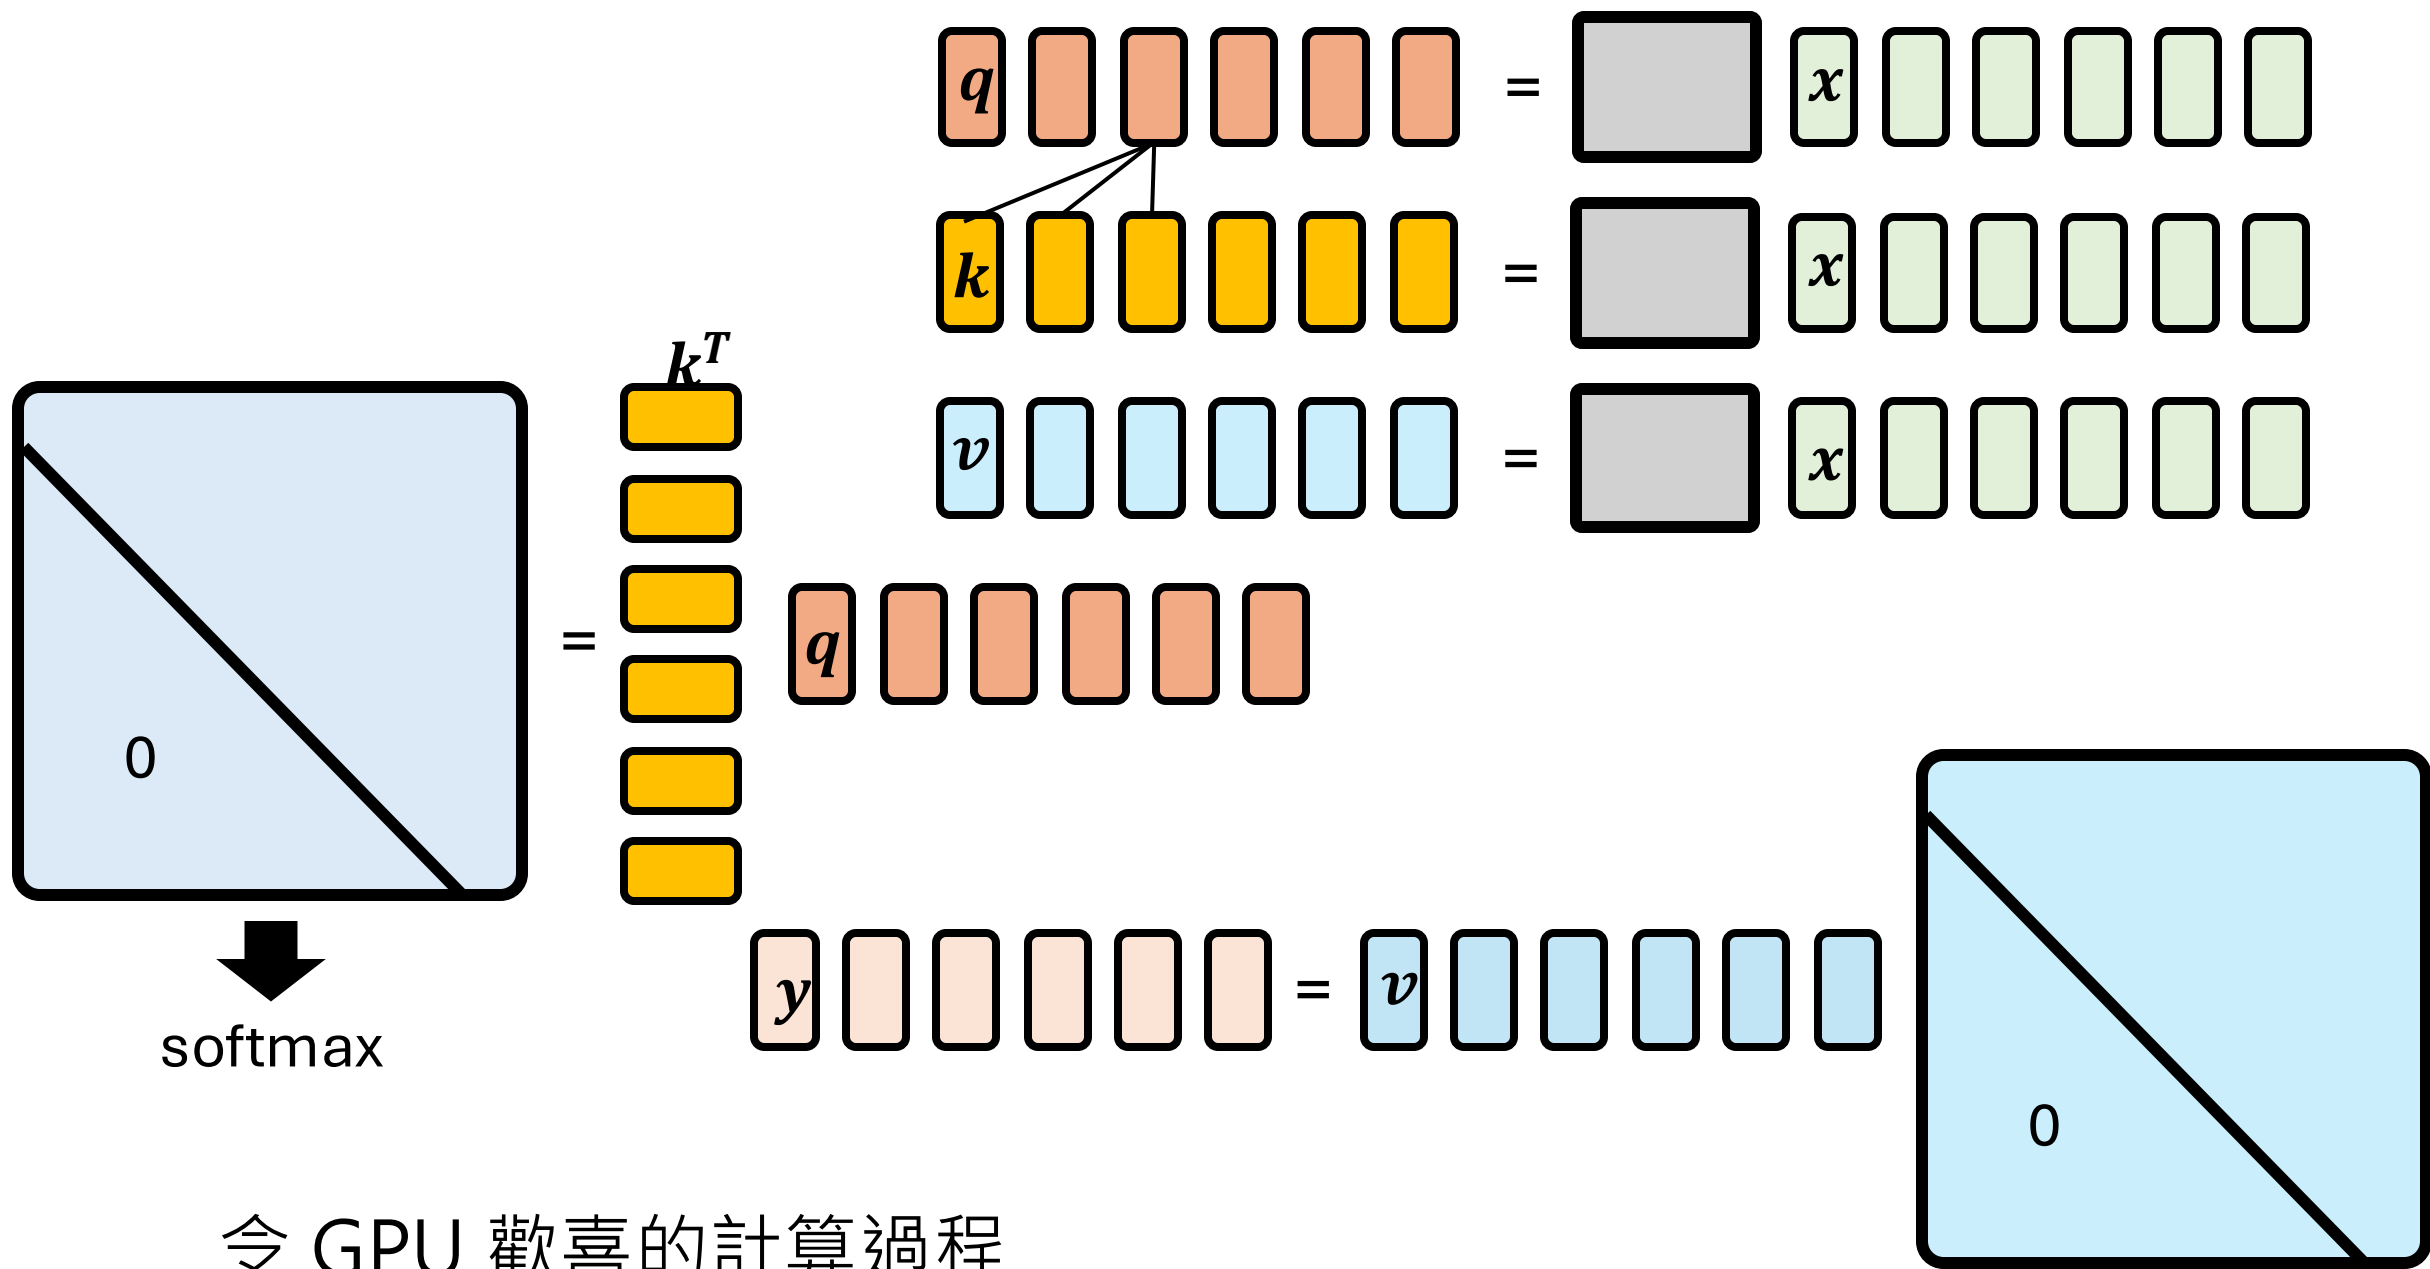 q = x
k = x
v = x
k^T
= q
0
softmax
y = v
0
令 GPU 歡喜的計算過程